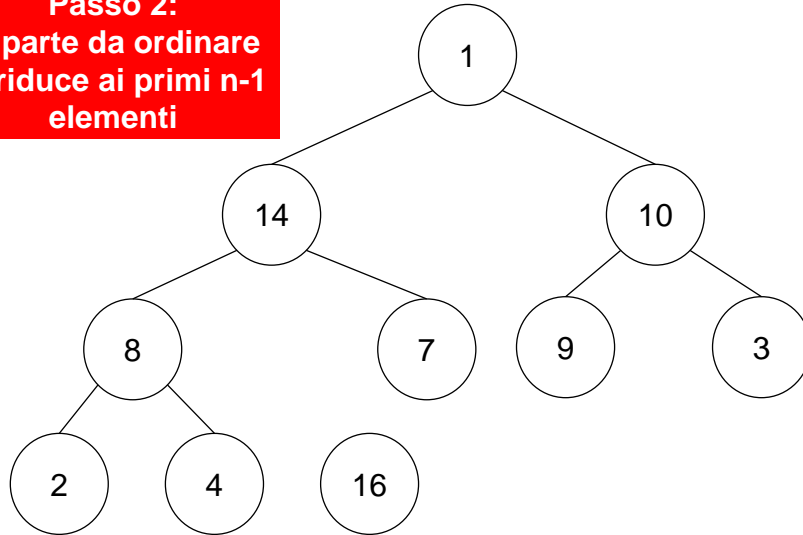 Passo 2:
parte da ordinare
riduce ai primi n-1
elementi
1
14
10
8
7
9
3
2
4
16